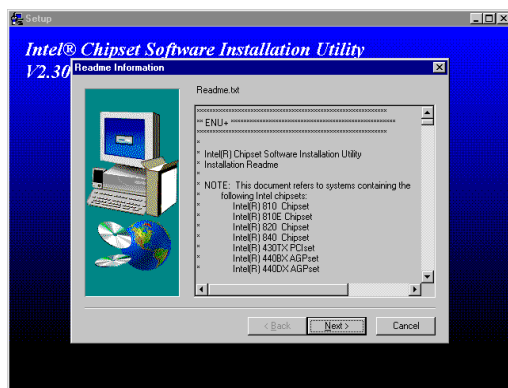 Setup
Intel® Chipset Software Installation Utility
V2.30
Readme Information
Readme.txt
** ENU+ **
*
* Intel(R) Chipset Software Installation Utility
* Installation Readme
*
* NOTE: This document refers to systems containing the
* following Intel chipsets:
* Intel(R) 810 Chipset
* Intel(R) 810E Chipset
* Intel(R) 820 Chipset
* Intel(R) 840 Chipset
* Intel(R) 430TX PCIset
* Intel(R) 440BX AGPset
* Intel(R) 440DX AGPset
< Back
Next >
Cancel